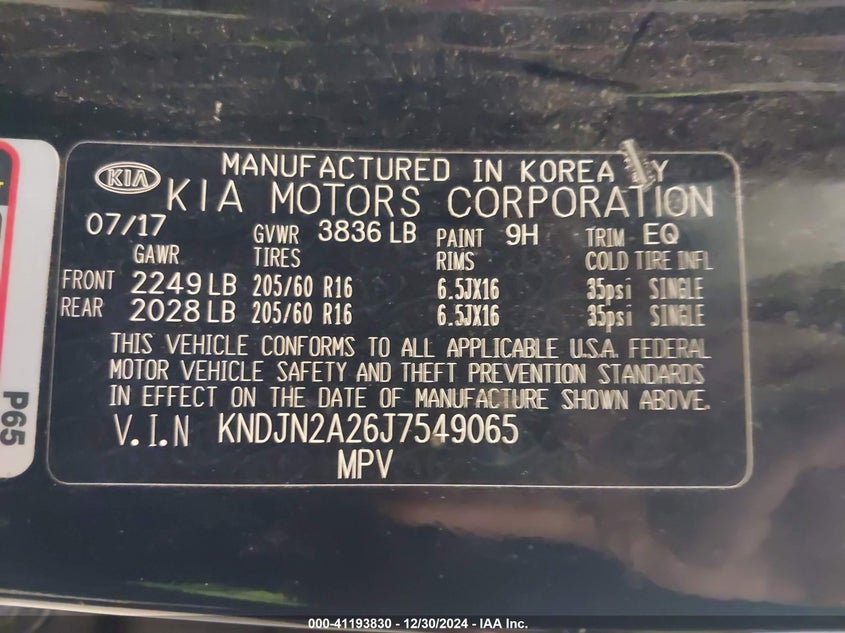 KIA
MANUFACTURED IN KOREA BY
KIA MOTORS CORPORATION
07/17 GVWR 3836 LB PAINT 9H TRIM EQ
GAWR TIRES RIMS COLD TIRE INFL
FRONT 2249 LB 205/60 R16 6.5JX16 35psi SINGLE
REAR 2028 LB 205/60 R16 6.5JX16 35psi SINGLE
THIS VEHICLE CONFORMS TO ALL APPLICABLE U.S.A. FEDERAL
MOTOR VEHICLE SAFETY AND THEFT PREVENTION STANDARDS
IN EFFECT ON THE DATE OF MANUFACTURE SHOWN ABOVE.
V.I.N KNDJN2A26J7549065
MPV
P65
000-41193830 - 12/30/2024 - IAA Inc.